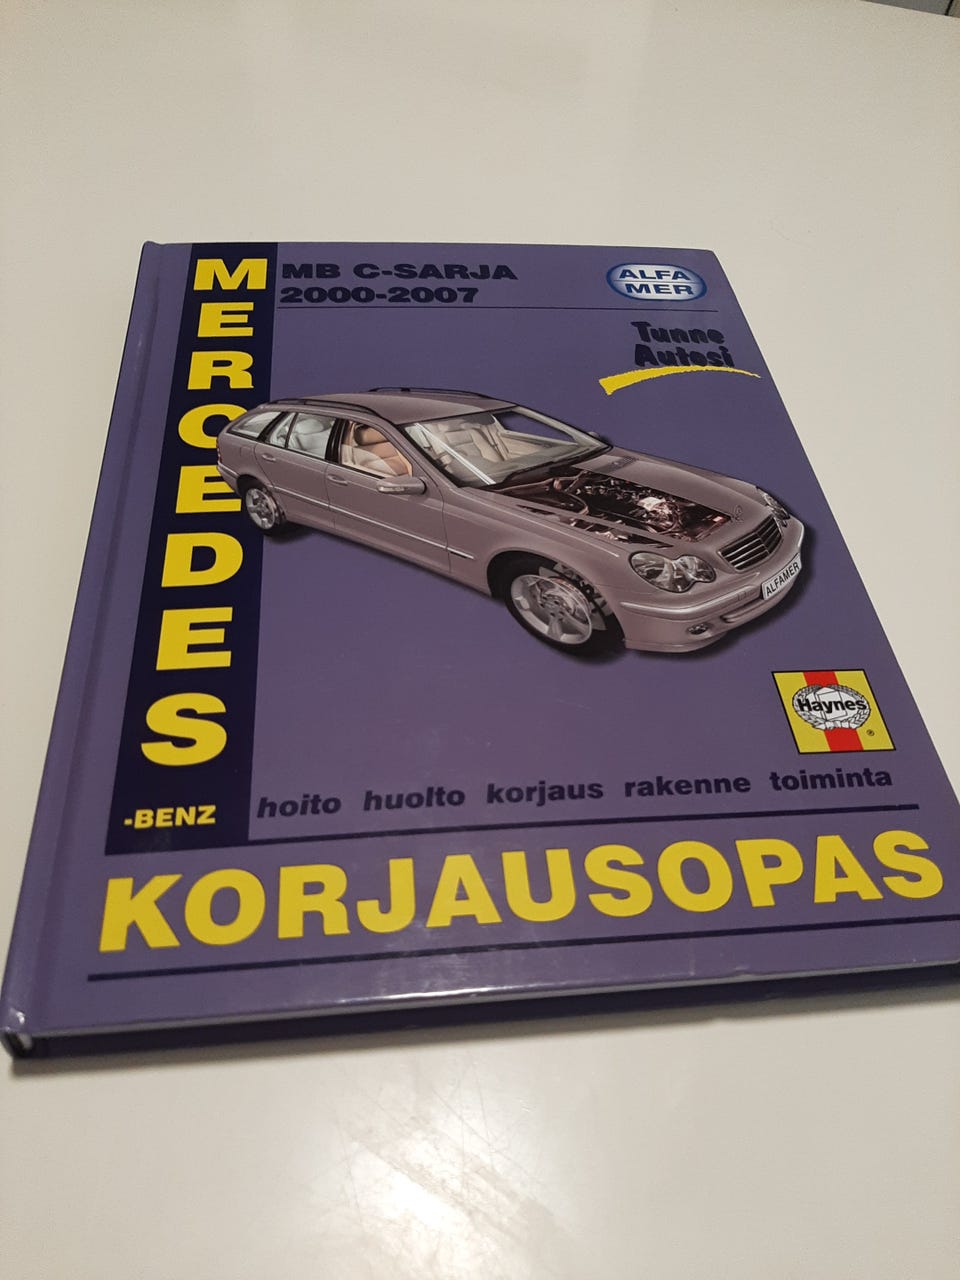 MERCEDES
-BENZ
MB C-SARJA
2000-2007
ALFA
MER
Tunne
Autosi
ALFAMER
Haynes
®
hoito huolto korjaus rakenne toiminta
KORJAUSOPAS